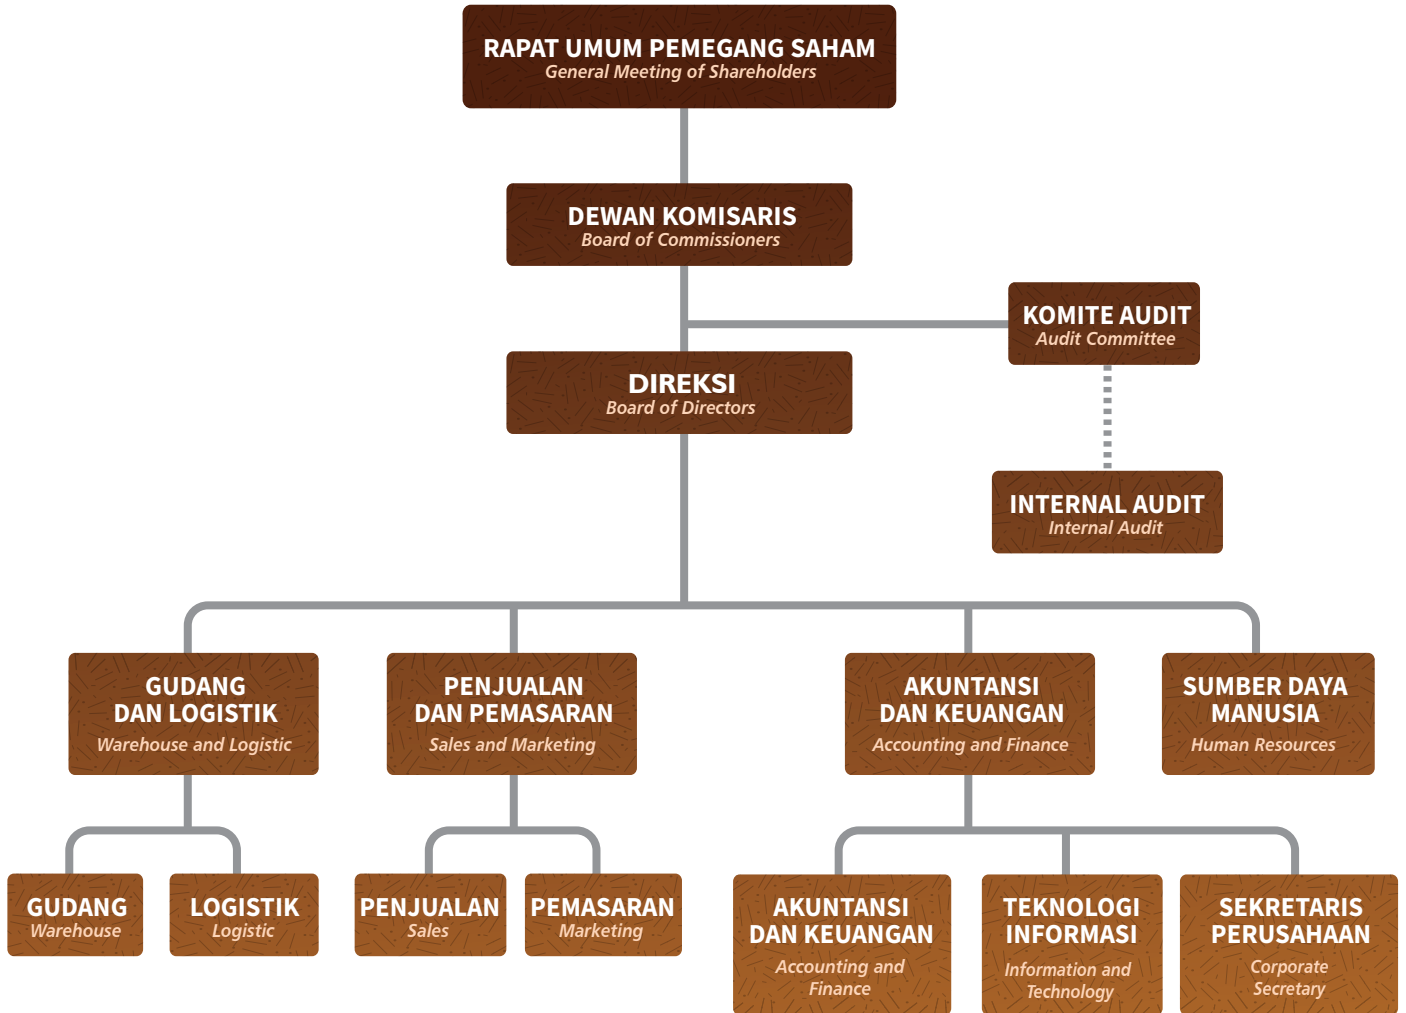 RAPAT UMUM PEMEGANG SAHAM
General Meeting of Shareholders
DEWAN KOMISARIS
Board of Commissioners
KOMITE AUDIT
Audit Committee
DIREKSI
Board of Directors
INTERNAL AUDIT
Internal Audit
GUDANG
DAN LOGISTIK
Warehouse and Logistic
PENJUALAN
DAN PEMASARAN
Sales and Marketing
AKUNTANSI
DAN KEUANGAN
Accounting and Finance
SUMBER DAYA
MANUSIA
Human Resources
GUDANG
Warehouse
LOGISTIK
Logistic
PENJUALAN
Sales
PEMASARAN
Marketing
AKUNTANSI
DAN KEUANGAN
Accounting and
Finance
TEKNOLOGI
INFORMASI
Information and
Technology
SEKRETARIS
PERUSAHAAN
Corporate
Secretary